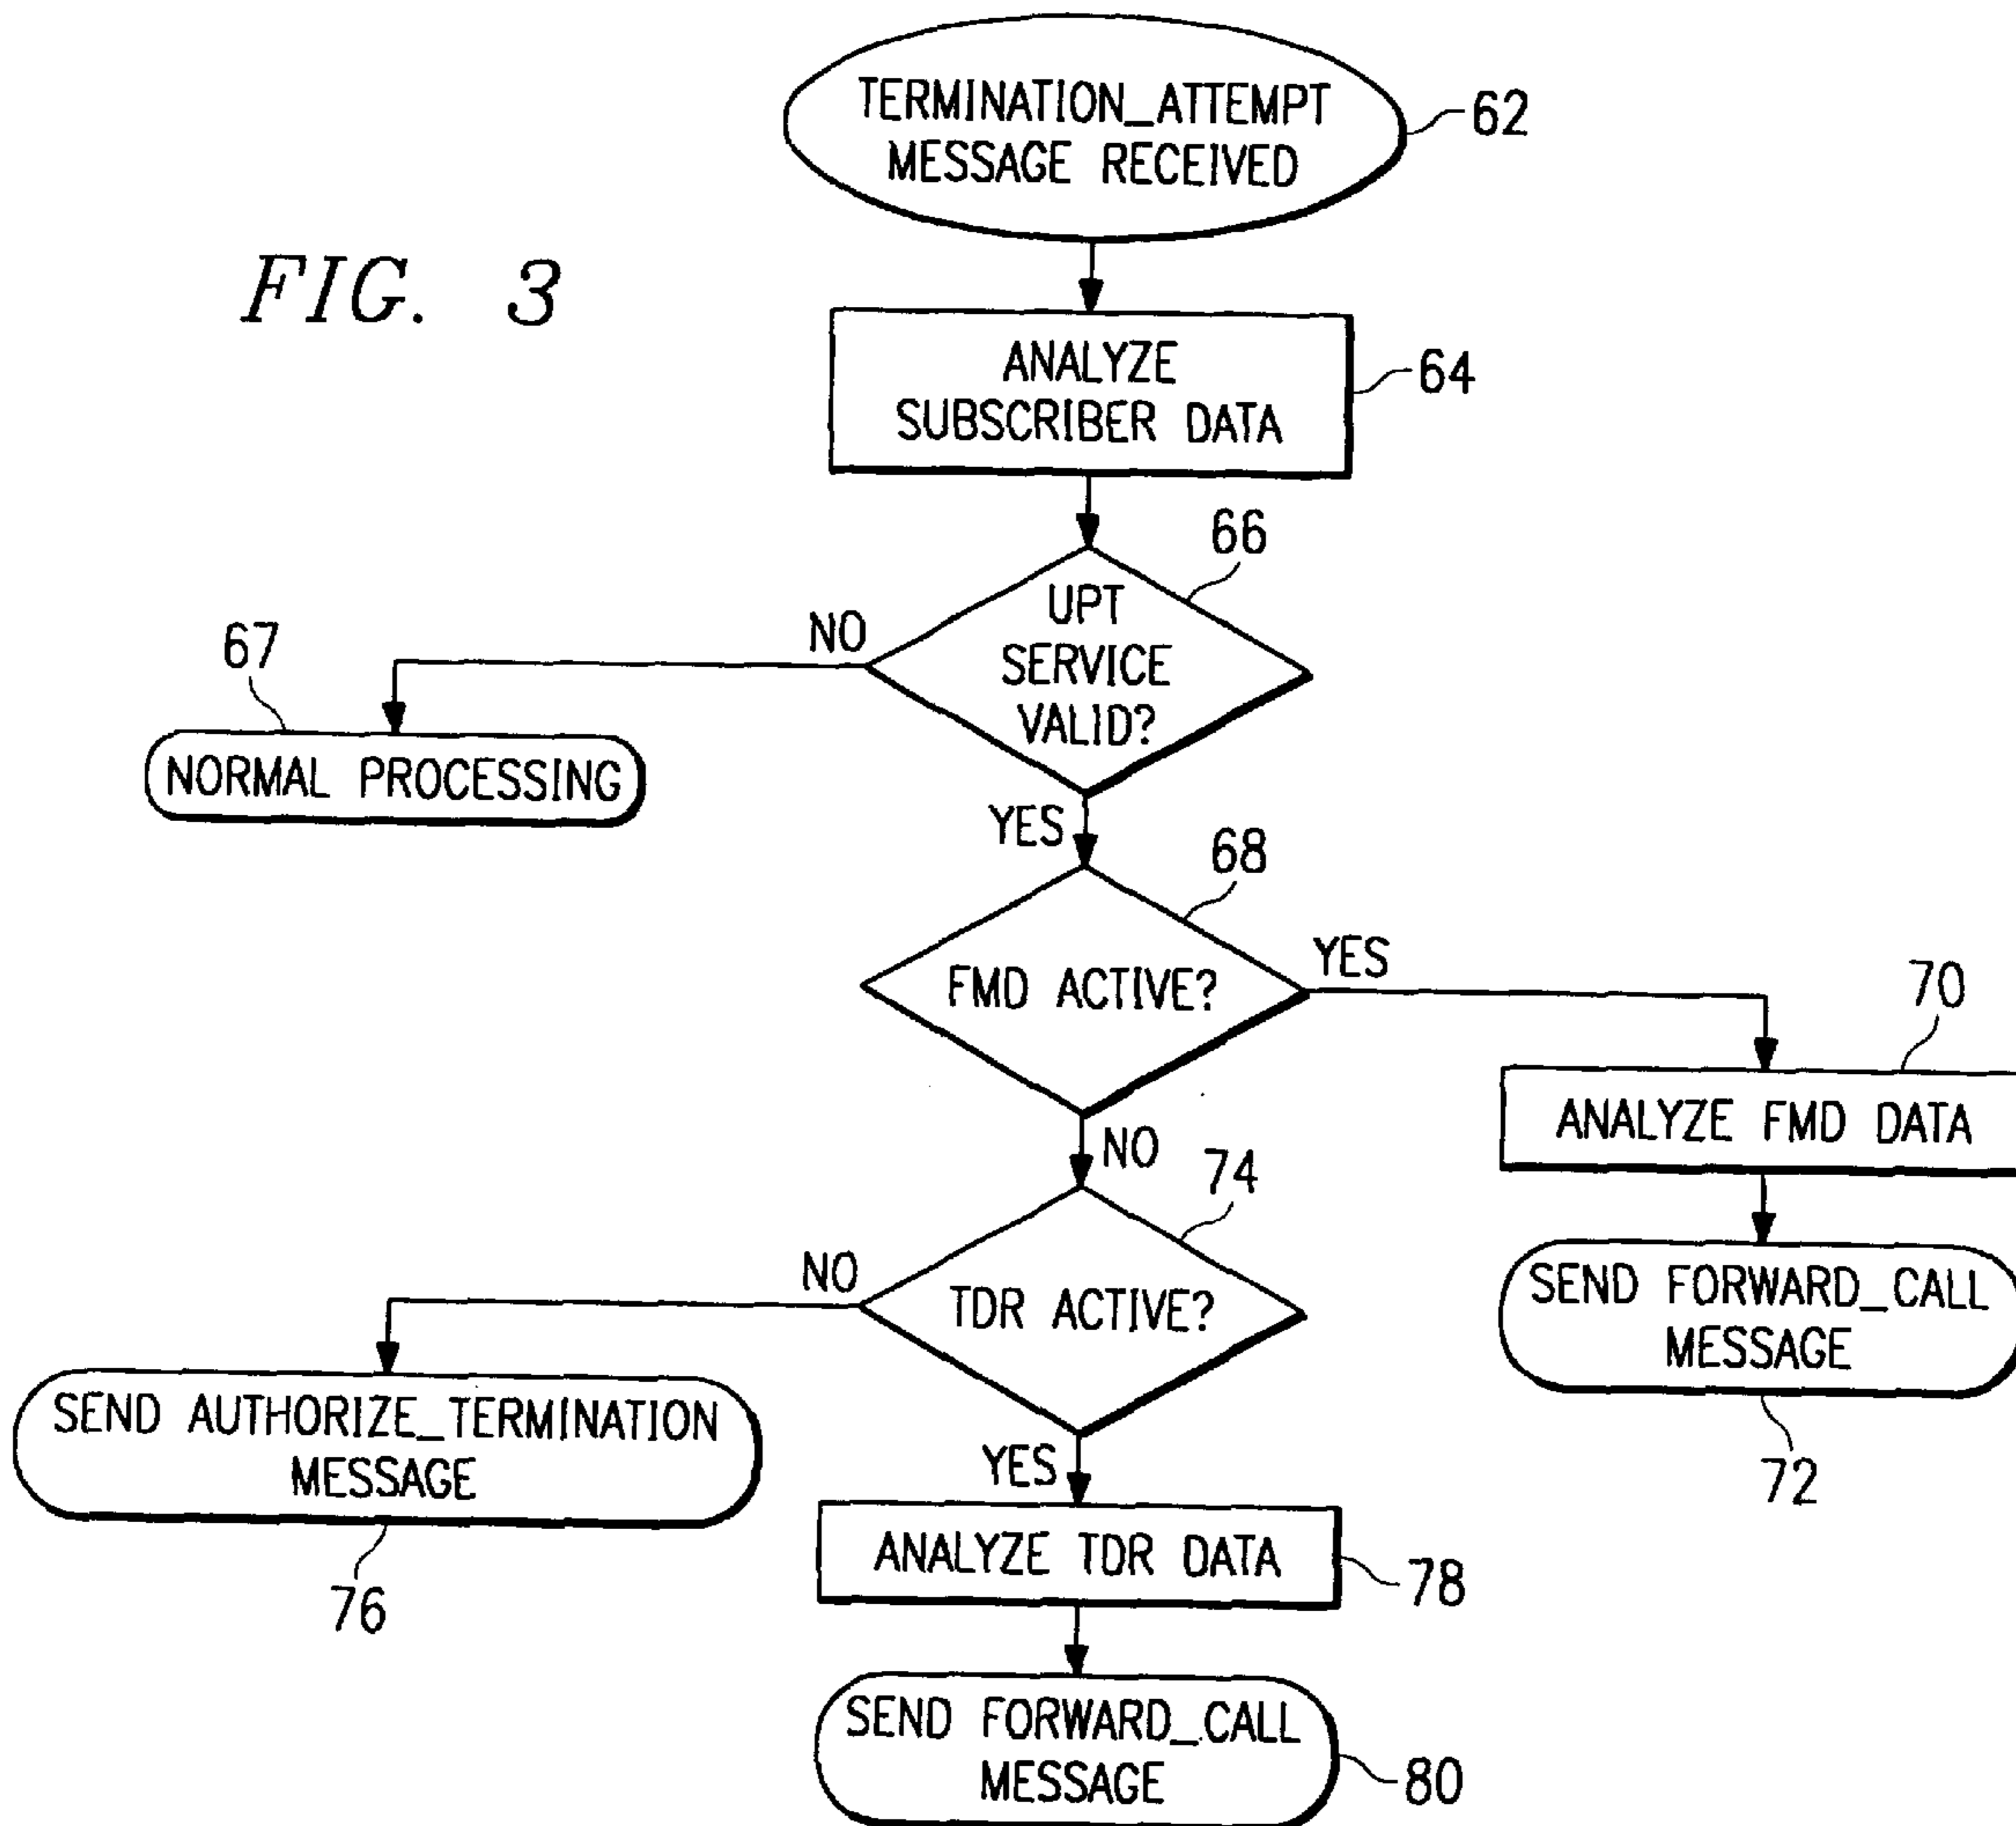 FIG. 3
TERMINATION_ATTEMPT
MESSAGE RECEIVED
62
ANALYZE
SUBSCRIBER DATA
64
66
UPT
SERVICE
VALID?
NO
67
NORMAL PROCESSING
YES
68
FMD ACTIVE?
YES
70
ANALYZE FMD DATA
NO
74
SEND FORWARD_CALL
MESSAGE
72
TDR ACTIVE?
NO
SEND AUTHORIZE_TERMINATION
MESSAGE
76
YES
ANALYZE TDR DATA
78
SEND FORWARD_CALL
MESSAGE
80